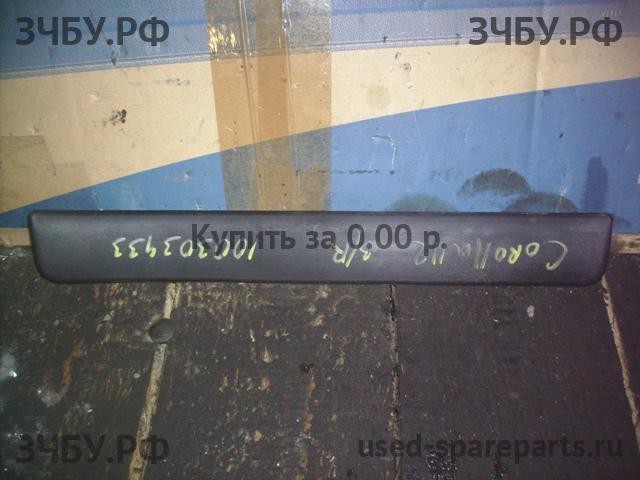 ЗЧБУ.РФ
ЗЧБУ.РФ
Corolla 112 з/R 100303433
Купить за 0.00 р.
ЗЧБУ.РФ
used-spareparts.ru